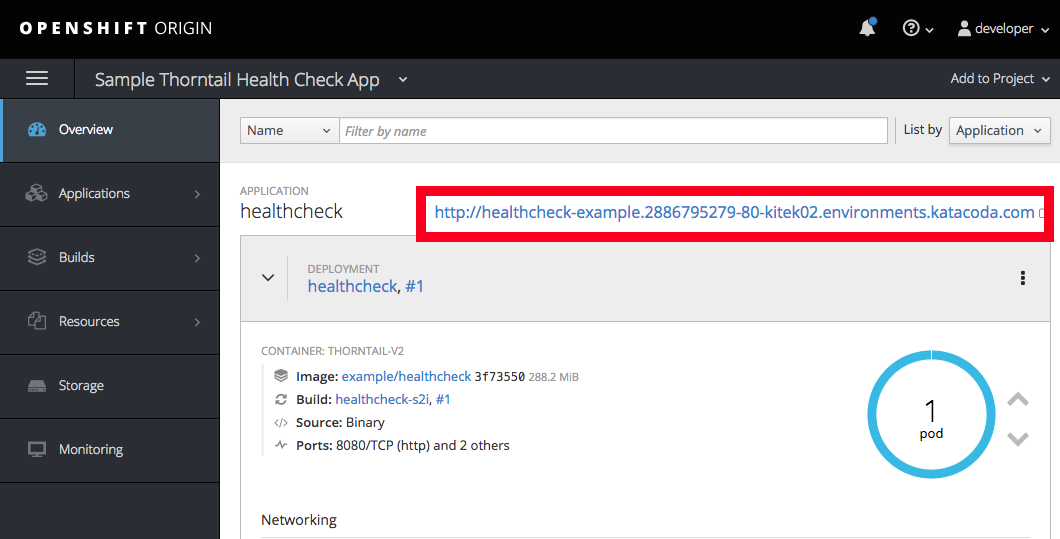 OPENSHIFT ORIGIN
developer
Sample Thorntail Health Check App
Add to Project
Overview
Applications
Builds
Resources
Storage
Monitoring
Name
Filter by name
List by
Application
APPLICATION
healthcheck
http://healthcheck-example.2886795279-80-kitek02.environments.katacoda.com
DEPLOYMENT
healthcheck, #1
CONTAINER: THORNTAIL-V2
Image: example/healthcheck 3f73550 288.2 MiB
Build: healthcheck-s2i, #1
Source: Binary
Ports: 8080/TCP (http) and 2 others
1
pod
Networking